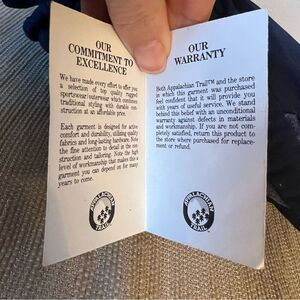 OUR
COMMITMENT TO
EXCELLENCE
We have made every effort to offer you
a selection of top quality rugged
sportswear/outerwear which combines
traditional styling with durable con-
struction at an affordable price.
Each garment is designed for active
comfort and durability, utilizing quality
fabrics and long-lasting hardware. Note
the fine attention to detail in the con-
struction and tailoring. Note the high
level of workmanship that makes this a
garment you can depend on for many
years to come.
APPALACHIAN
TRAIL
OUR
WARRANTY
Both Appalachian Trail™ and the store
in which this garment was purchased
feel confident that it will provide you
with years of useful service. We stand
behind this belief with an unconditional
warranty against defects in materials
and workmanship. If you are not com-
pletely satisfied, return this product to
the store where purchased for replace-
ment or refund.
APPALACHIAN
TRAIL